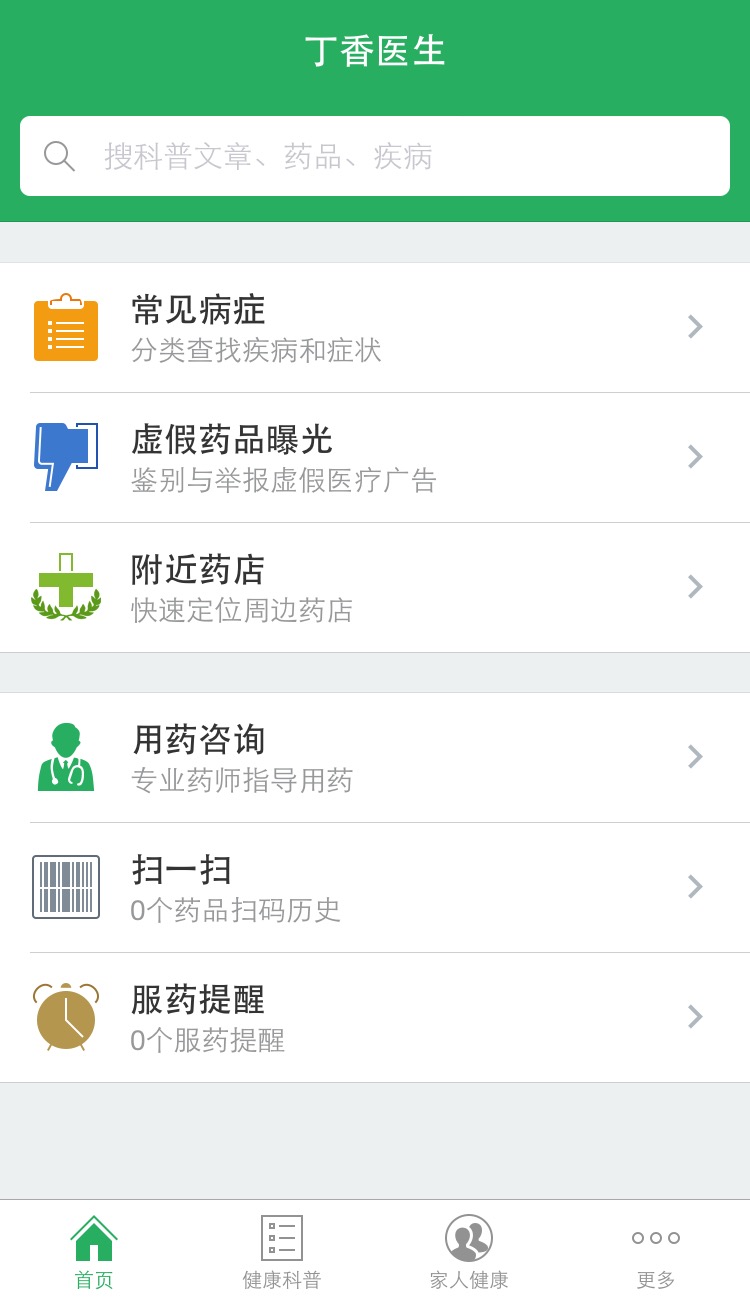 丁香医生
搜科普文章、药品、疾病
常见病症
分类查找疾病和症状
虚假药品曝光
鉴别与举报虚假医疗广告
附近药店
快速定位周边药店
用药咨询
专业药师指导用药
扫一扫
0个药品扫码历史
服药提醒
0个服药提醒
首页
健康科普
家人健康
更多